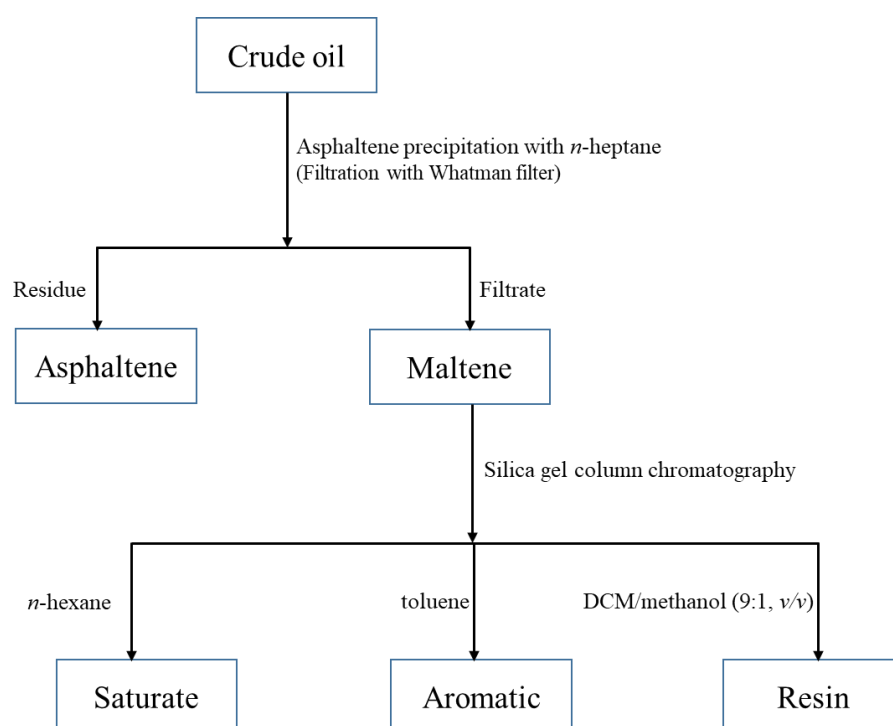 Crude oil
Asphaltene precipitation with n-heptane
(Filtration with Whatman filter)
Residue
Filtrate
Asphaltene
Maltene
Silica gel column chromatography
n-hexane
toluene
DCM/methanol (9:1, v/v)
Saturate
Aromatic
Resin